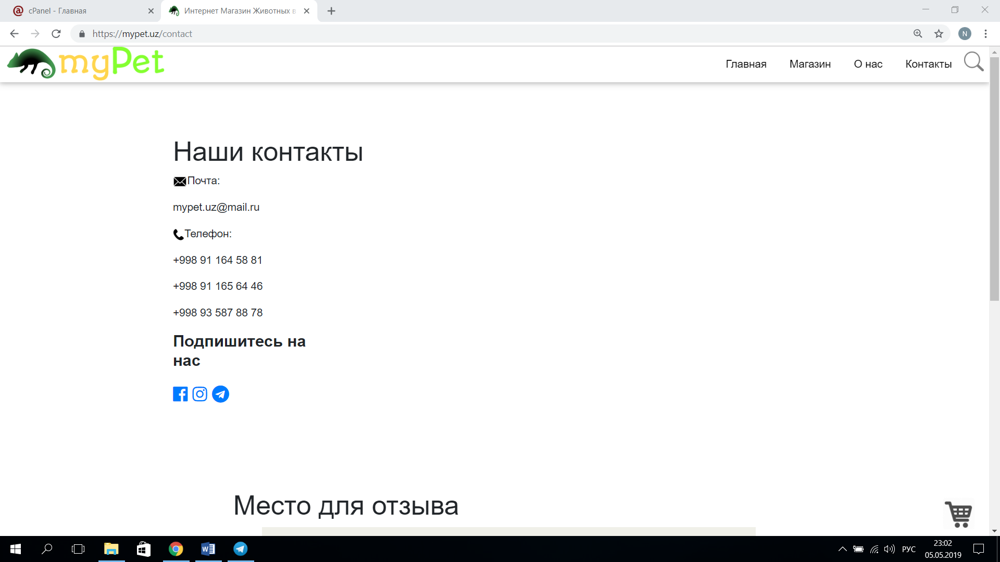 cPanel - Главная
Интернет Магазин Животных в
https://mypet.uz/contact
N
myPet
Главная
Магазин
О нас
Контакты
Наши контакты
Почта:
mypet.uz@mail.ru
Телефон:
+998 91 164 58 81
+998 91 165 64 46
+998 93 587 88 78
Подпишитесь на
нас
Место для отзыва
РУС
23:02
05.05.2019